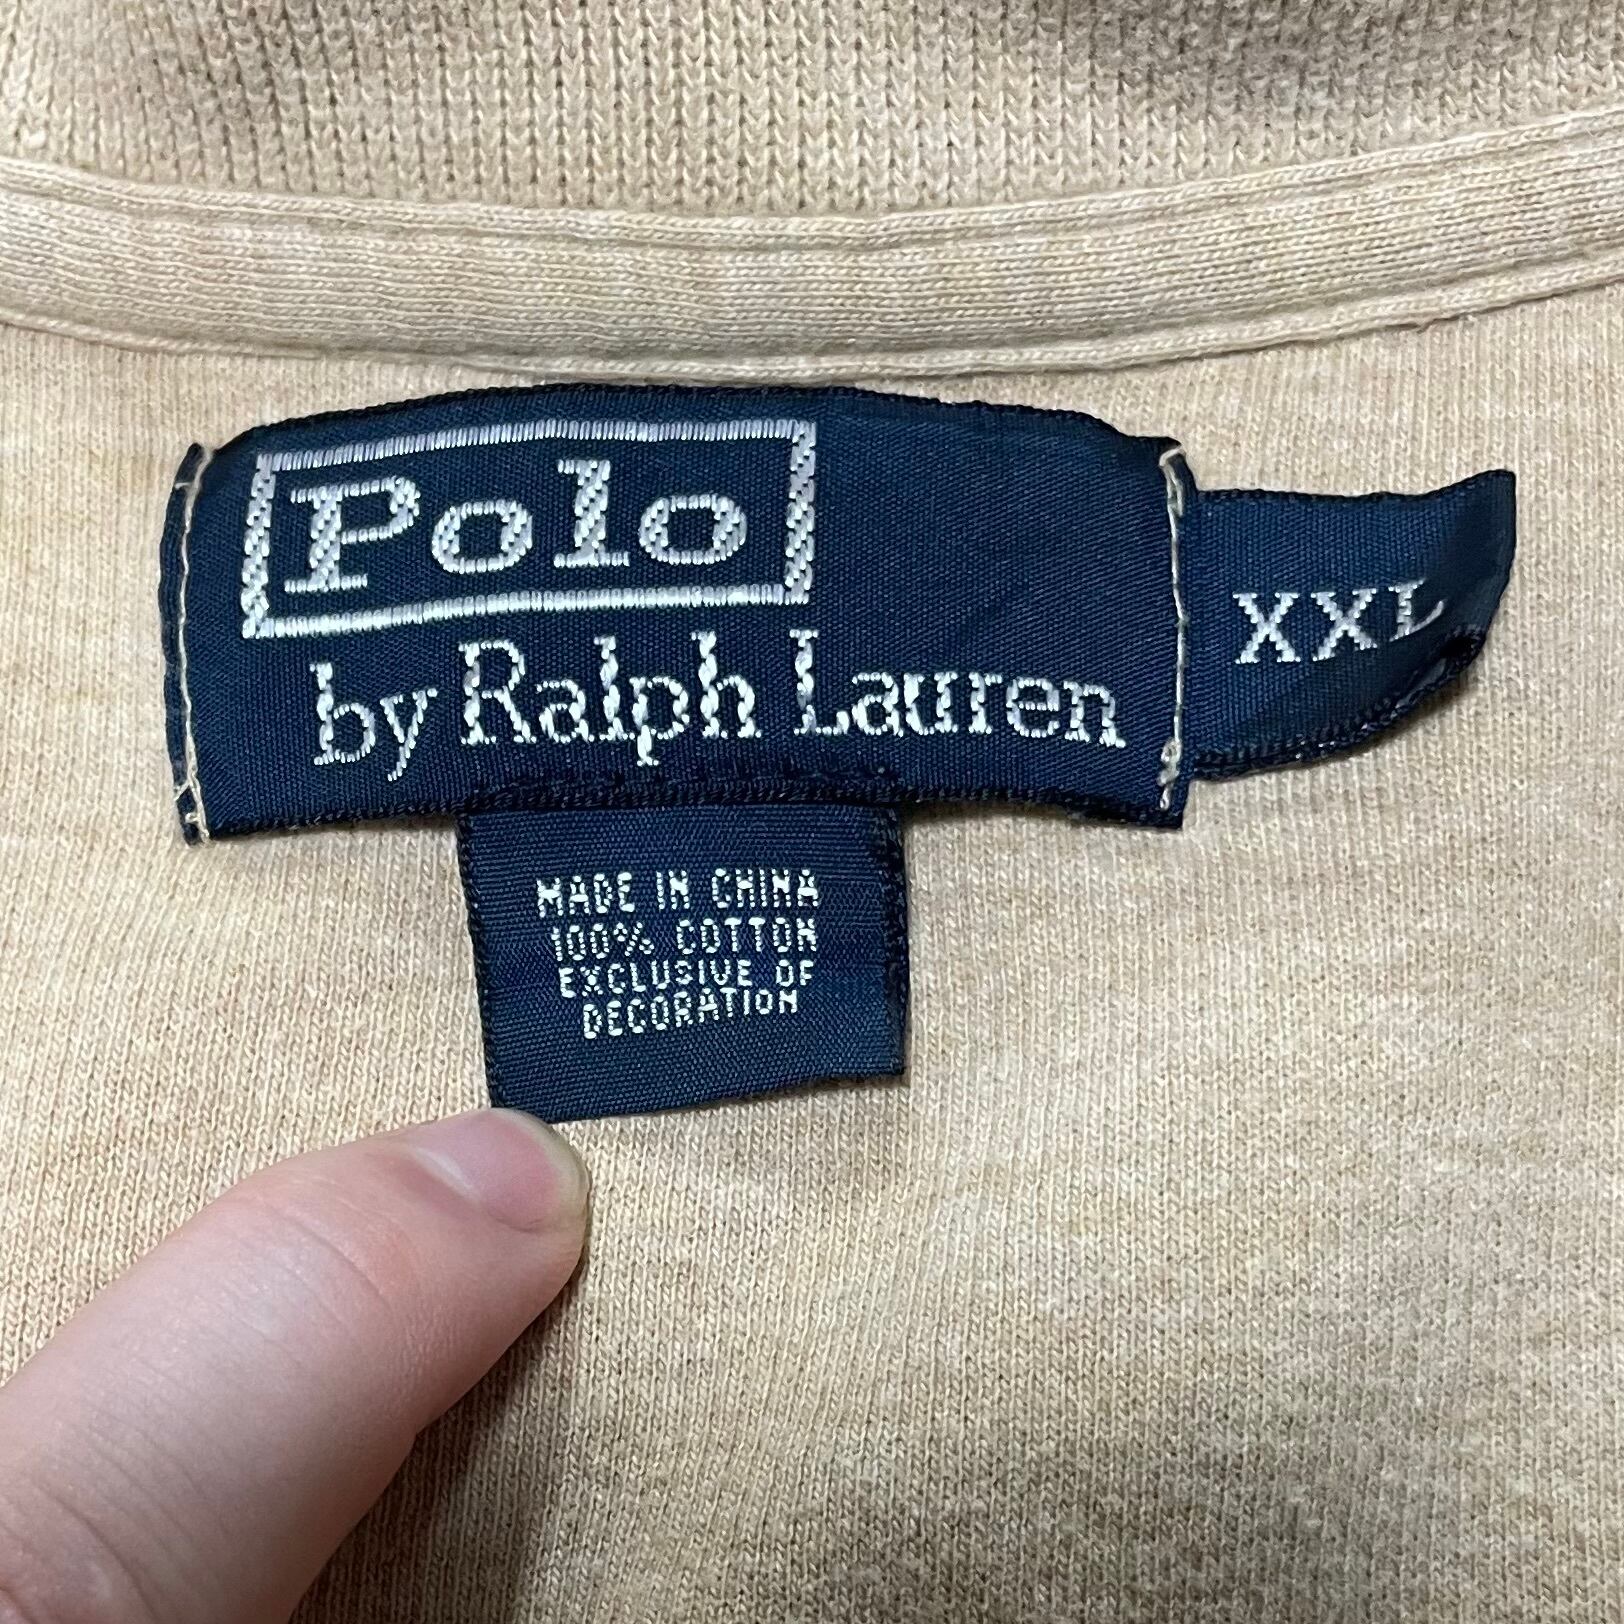 Polo
by Ralph Lauren
XXL
MADE IN CHINA
100% COTTON
EXCLUSIVE OF
DECORATION